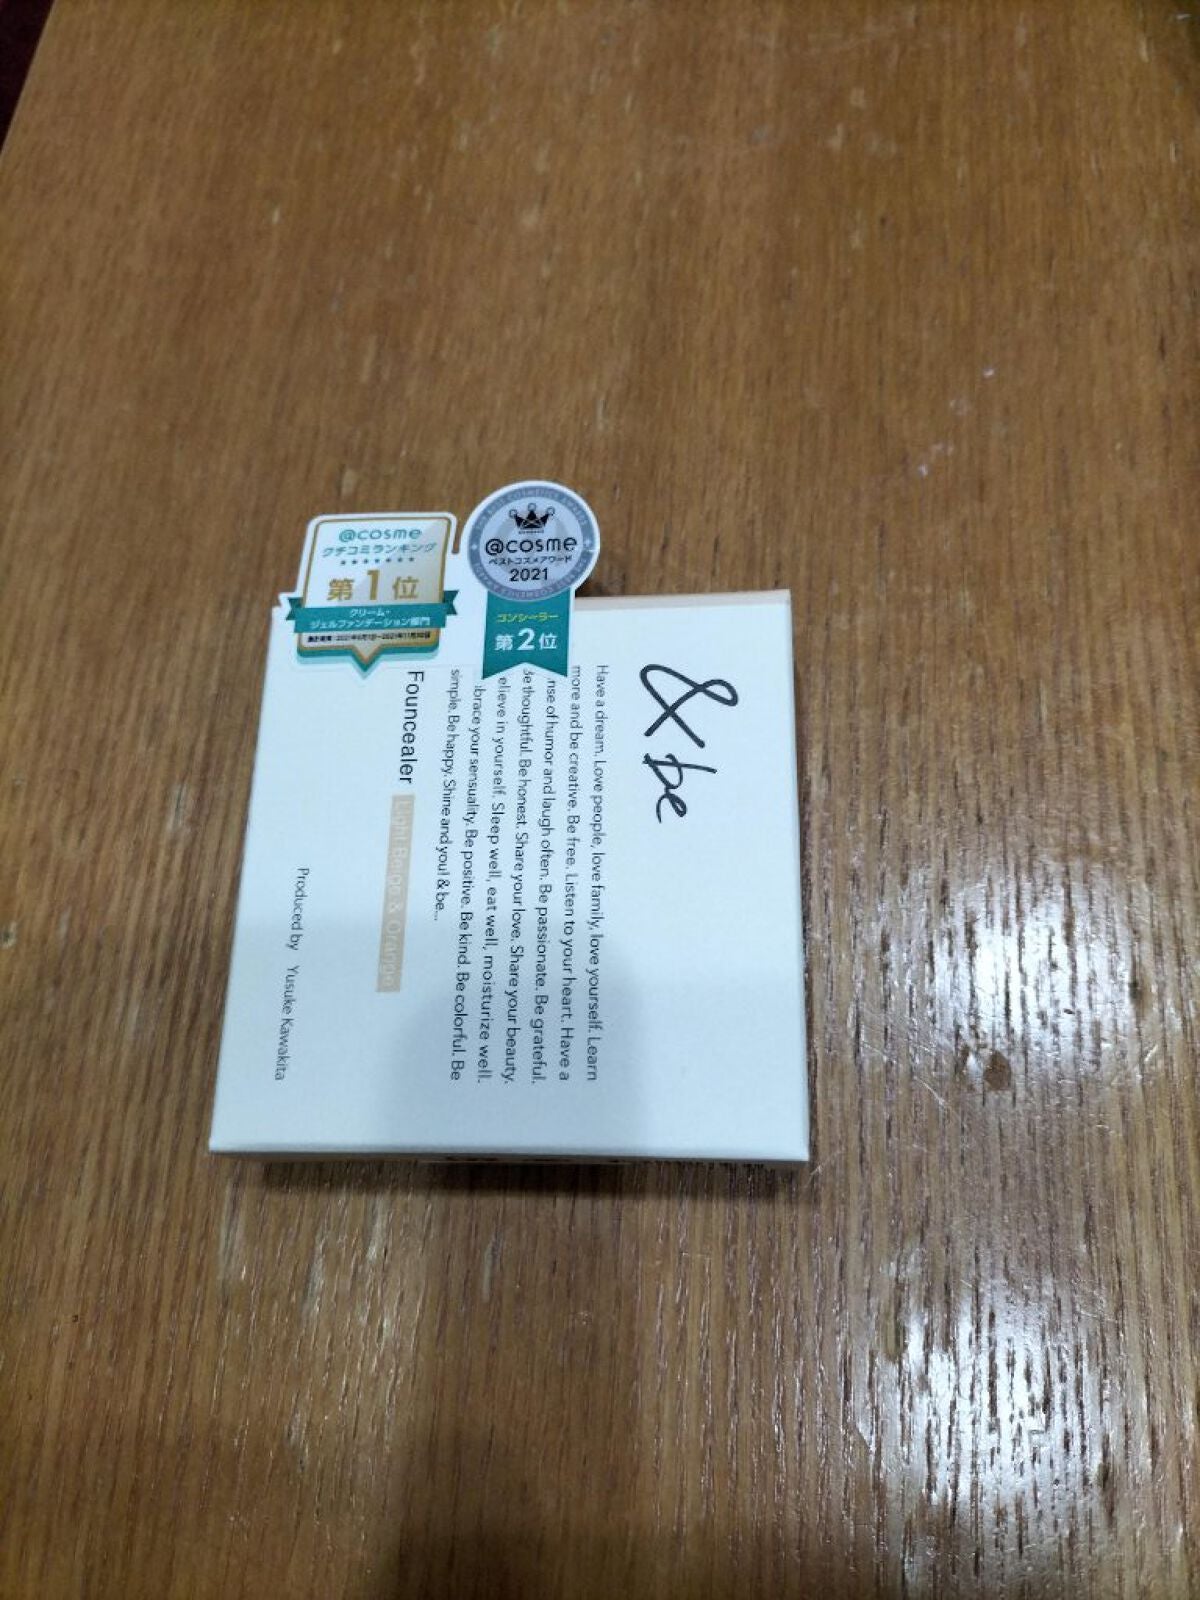 @cosme
クチコミランキング
第1位
クリーム・
ジェルファンデーション部門
@cosme
ベストコスメアワード
2021
コンシーラー
第2位
& be
Have a dream. Love people, love family, love yourself. Learn
more and be creative. Be free. Listen to your heart. Have a
nse of humor and laugh often. Be passionate. Be grateful.
Be thoughtful. Be honest. Share your love. Share your beauty.
elieve in yourself. Sleep well, eat well, moisturize well.
brace your sensuality. Be positive. Be kind. Be colorful. Be
simple. Be happy. Shine and you! & be...
Founcealer Light Beige & Orange
Produced by Yusuke Kawakita